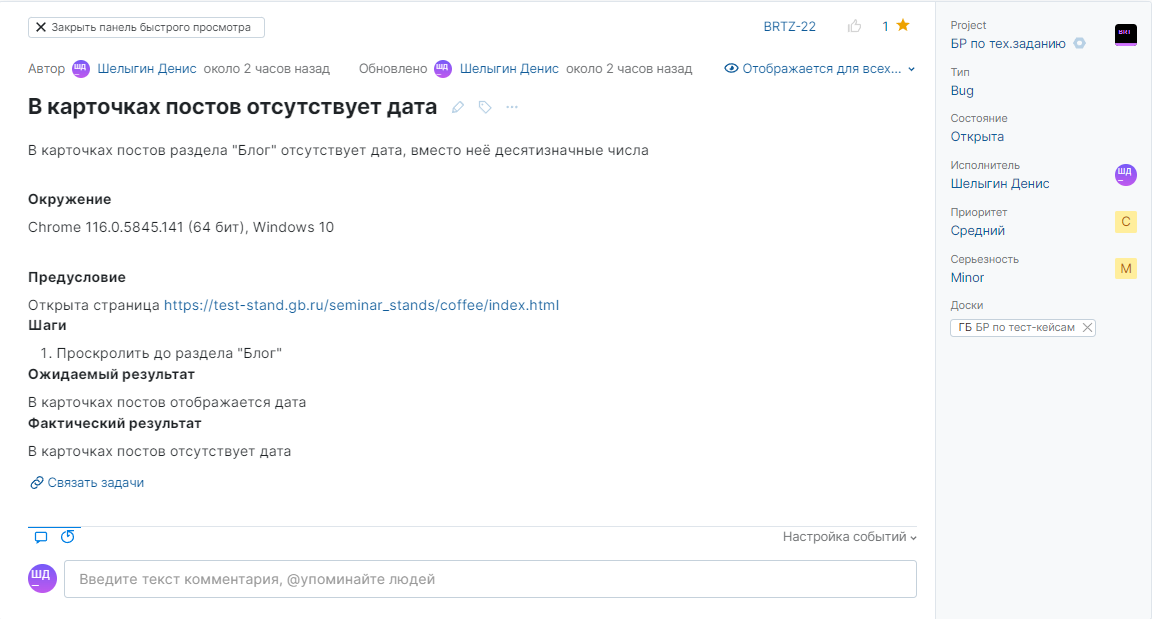 Закрыть панель быстрого просмотра
BRTZ-22
1
Автор ШД Шелыгин Денис около 2 часов назад Обновлено ШД Шелыгин Денис около 2 часов назад Отображается для всех...
В карточках постов отсутствует дата
В карточках постов раздела "Блог" отсутствует дата, вместо неё десятизначные числа
Окружение
Chrome 116.0.5845.141 (64 бит), Windows 10
Предусловие
Открыта страница https://test-stand.gb.ru/seminar_stands/coffee/index.html
Шаги
1. Проскролить до раздела "Блог"
Ожидаемый результат
В карточках постов отображается дата
Фактический результат
В карточках постов отсутствует дата
Связать задачи
Настройка событий
ШД
Введите текст комментария, @упоминайте людей
Project
БР по тех.заданию
BRT
Тип
Bug
Состояние
Открыта
Исполнитель
Шелыгин Денис
ШД
Приоритет
Средний
С
Серьезность
Minor
M
Доски
ГБ БР по тест-кейсам